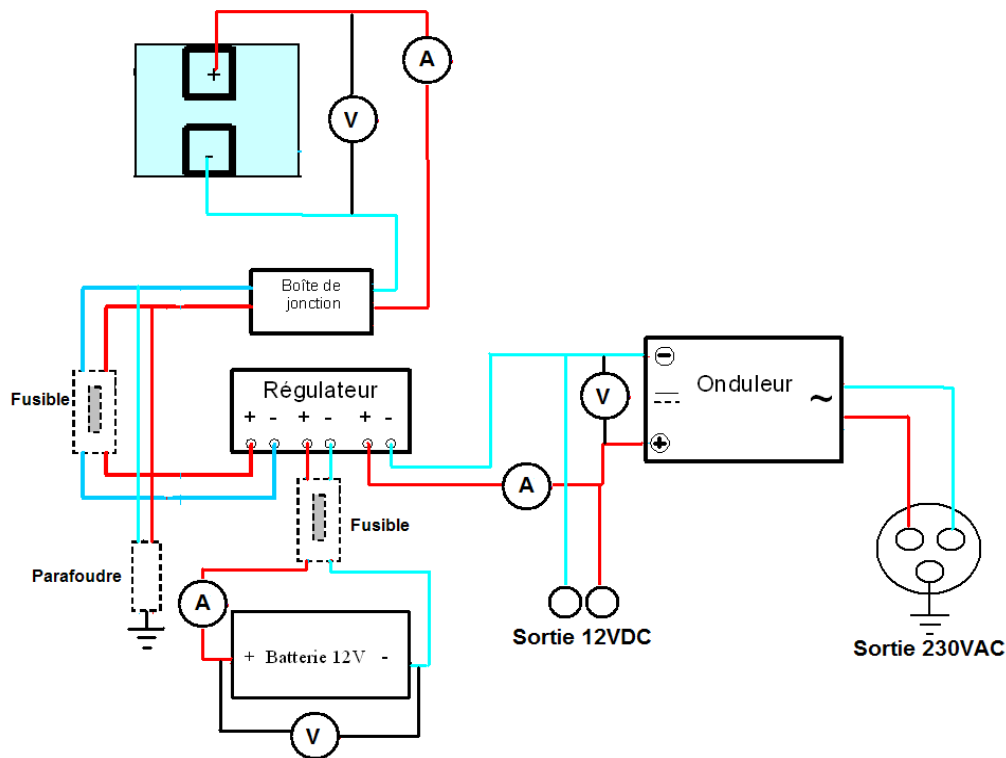 A
+
V
-
Boîte de
jonction
Régulateur
+ - + - + -
Fusible
V
Onduleur
~
A
Fusible
Parafoudre
A
+ Batterie 12V -
V
Sortie 12VDC
Sortie 230VAC